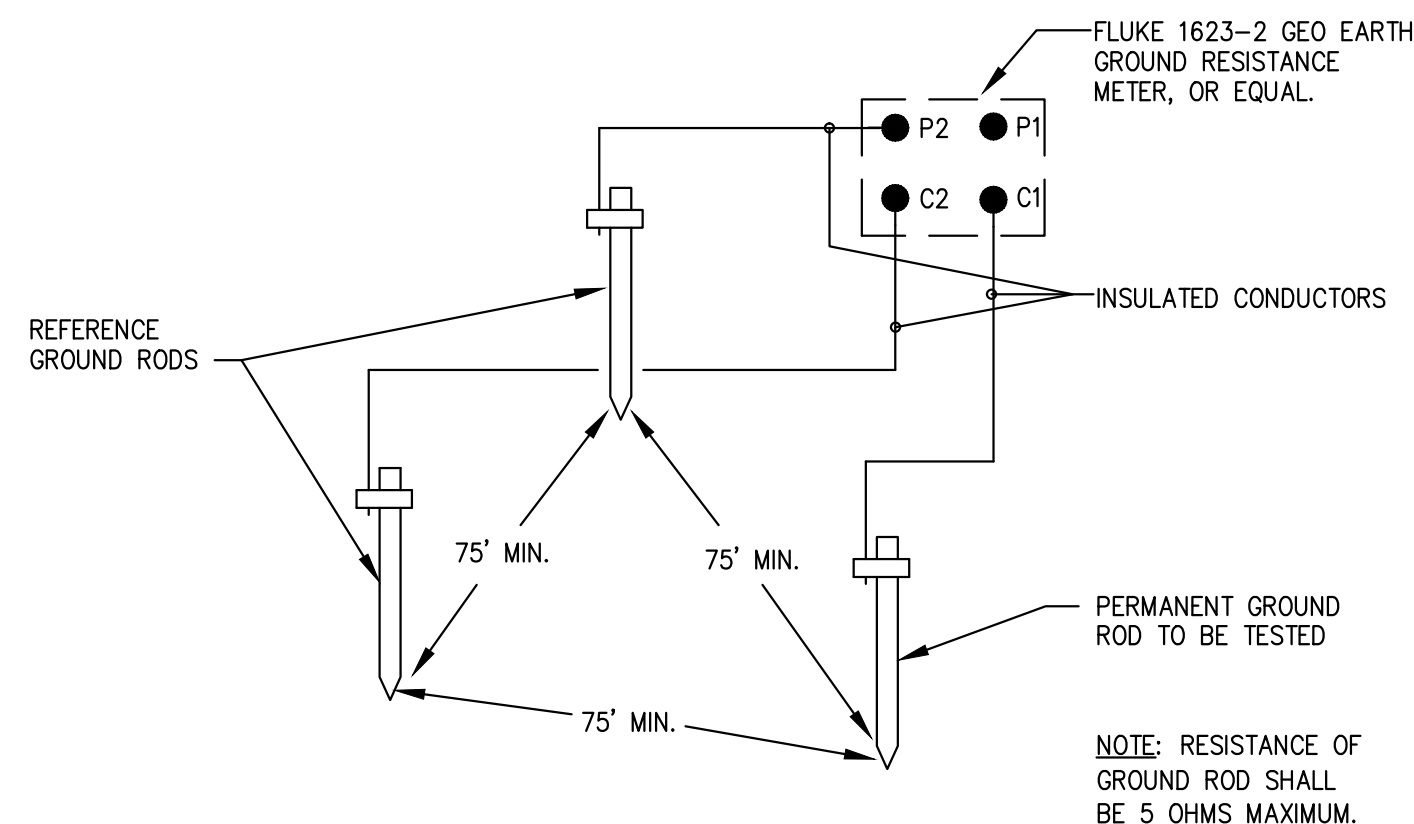 FLUKE 1623-2 GEO EARTH
GROUND RESISTANCE
METER, OR EQUAL.
P2
P1
C2
C1
INSULATED CONDUCTORS
REFERENCE
GROUND RODS
75' MIN.
75' MIN.
75' MIN.
PERMANENT GROUND
ROD TO BE TESTED
NOTE: RESISTANCE OF
GROUND ROD SHALL
BE 5 OHMS MAXIMUM.